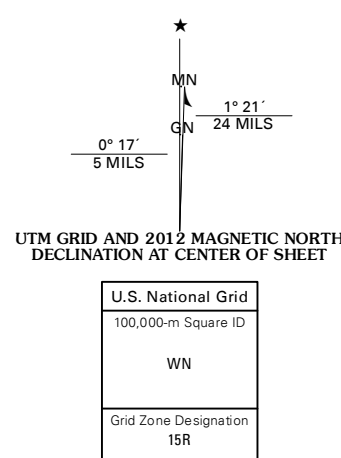 ★
MN
GN
1° 21´
24 MILS
0° 17´
5 MILS
UTM GRID AND 2012 MAGNETIC NORTH
DECLINATION AT CENTER OF SHEET
U.S. National Grid
100,000-m Square ID
WN
Grid Zone Designation
15R